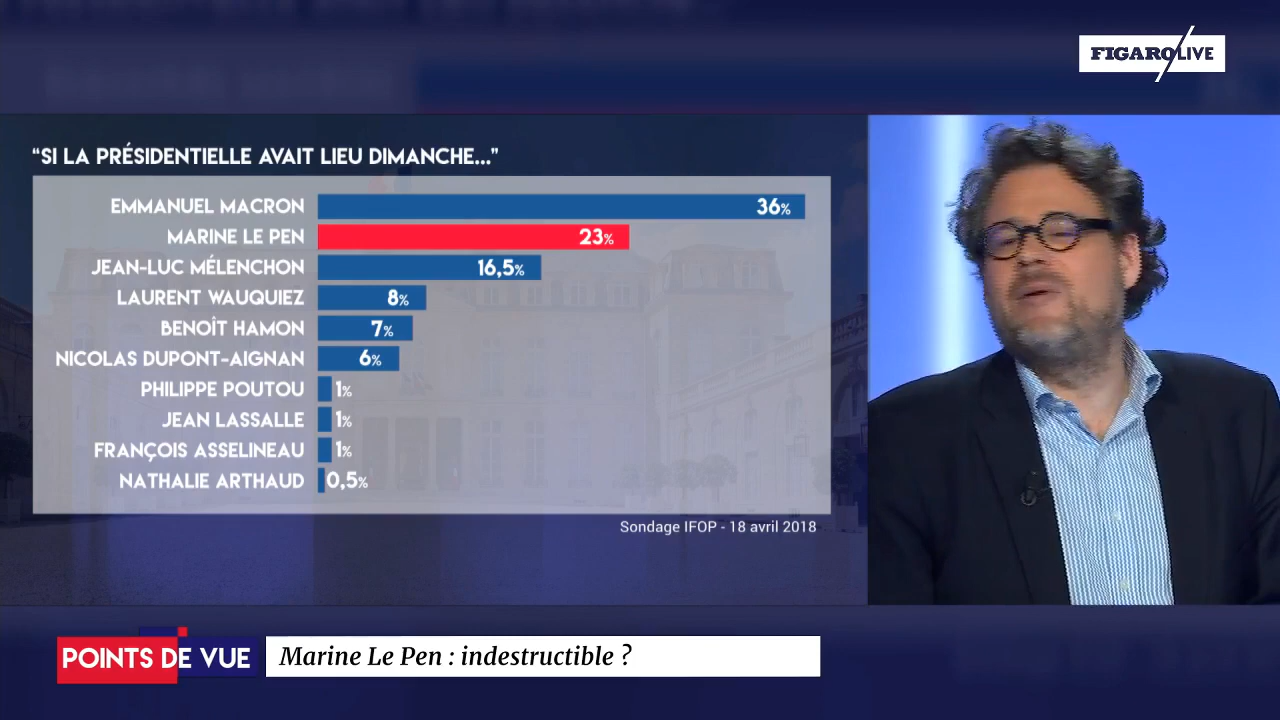 FIGARO LIVE
“SI LA PRÉSIDENTIELLE AVAIT LIEU DIMANCHE...”
EMMANUEL MACRON 36%
MARINE LE PEN 23%
JEAN-LUC MÉLENCHON 16,5%
LAURENT WAUQUIEZ 8%
BENOÎT HAMON 7%
NICOLAS DUPONT-AIGNAN 6%
PHILIPPE POUTOU 1%
JEAN LASSALLE 1%
FRANÇOIS ASSELINEAU 1%
NATHALIE ARTHAUD 0,5%
Sondage IFOP - 18 avril 2018
POINTS DE VUE Marine Le Pen : indestructible ?